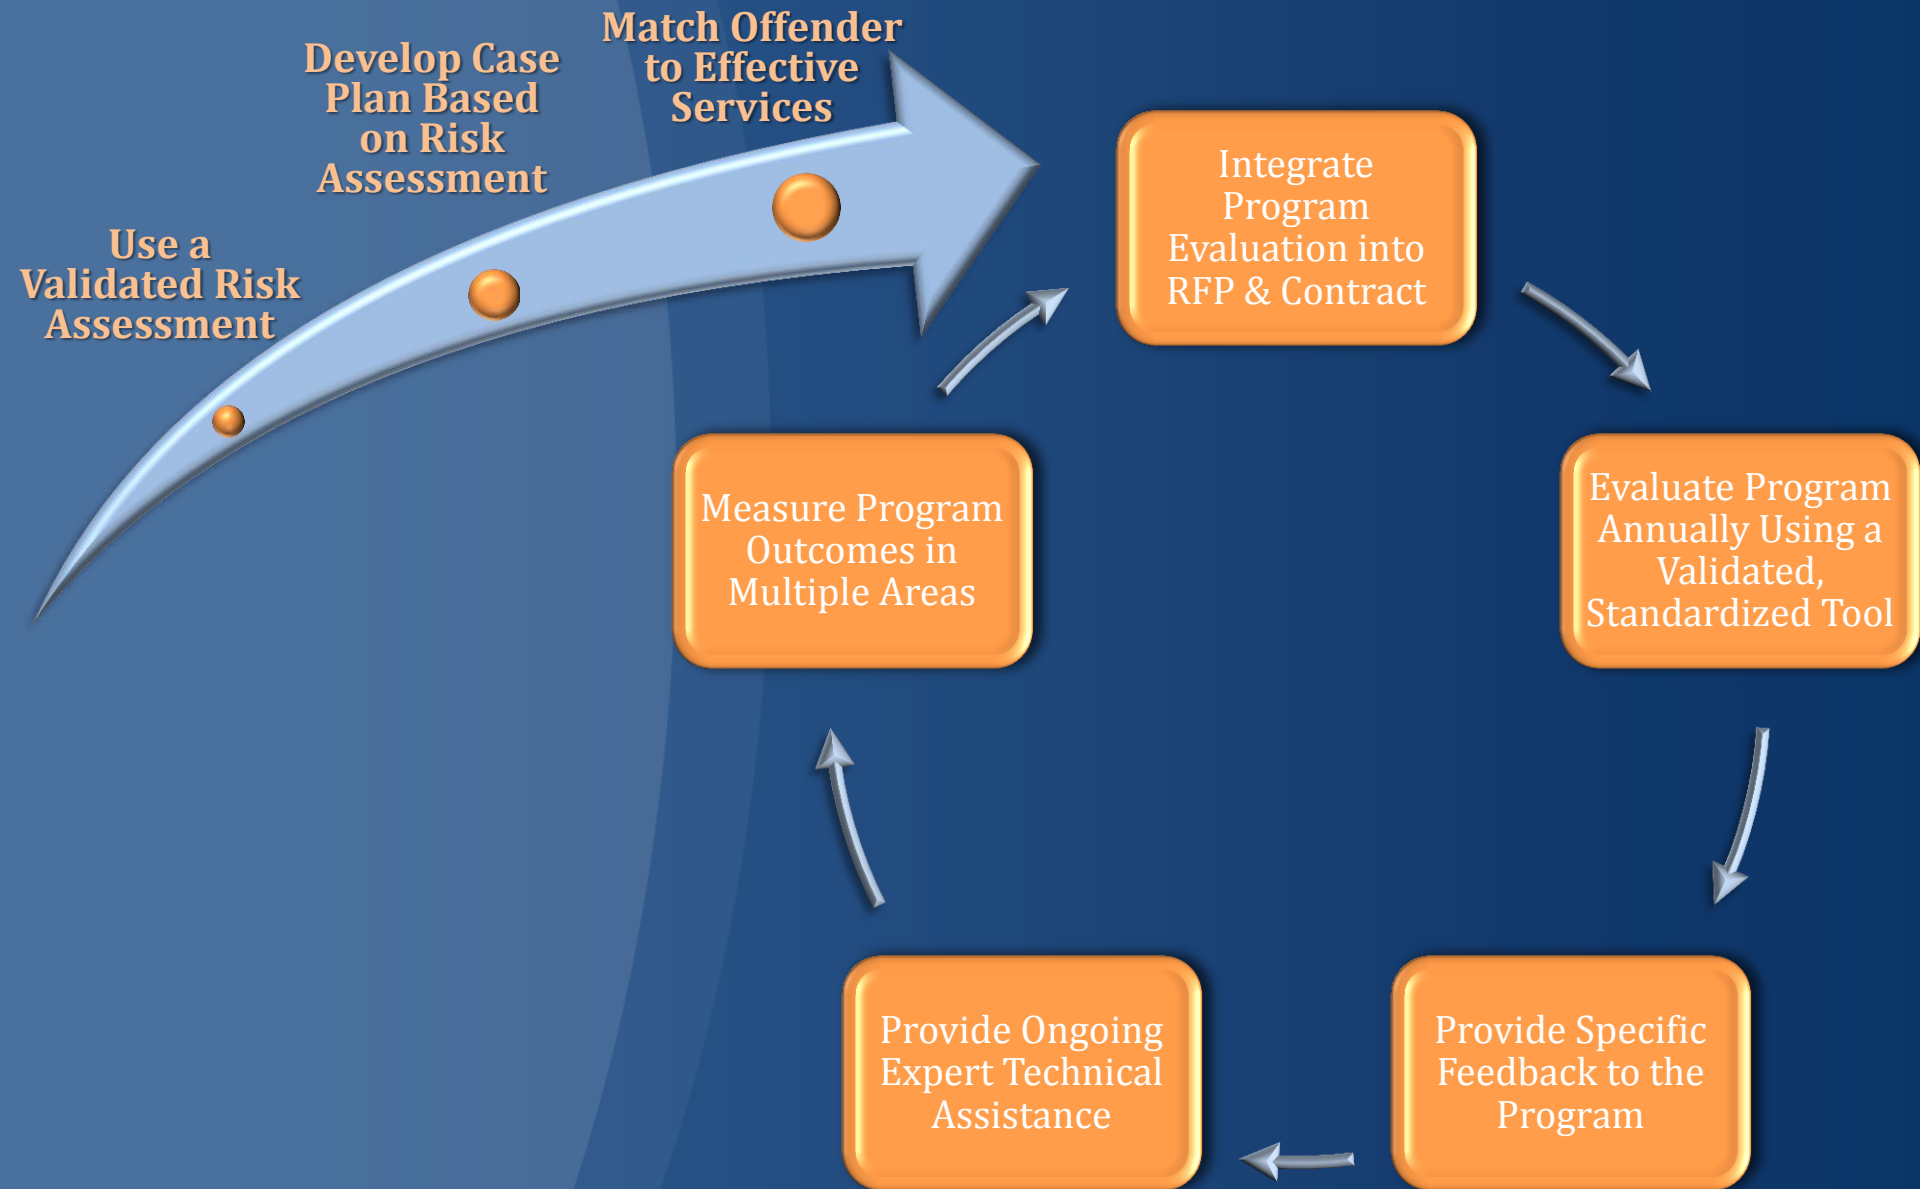 Use a
Validated Risk
Assessment
Develop Case
Plan Based
on Risk
Assessment
Match Offender
to Effective
Services
Integrate
Program
Evaluation into
RFP & Contract
Evaluate Program
Annually Using a
Validated,
Standardized Tool
Provide Specific
Feedback to the
Program
Provide Ongoing
Expert Technical
Assistance
Measure Program
Outcomes in
Multiple Areas